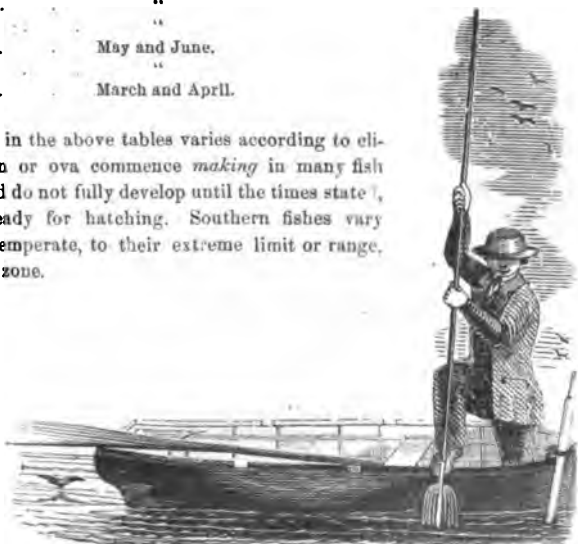 "
"
May and June.
"
March and April.
in the above tables varies according to cli-
or ova commence making in many fish
do not fully develop until the times state ,
eady for hatching. Southern fishes vary
emperate, to their extreme limit or range,
zone.